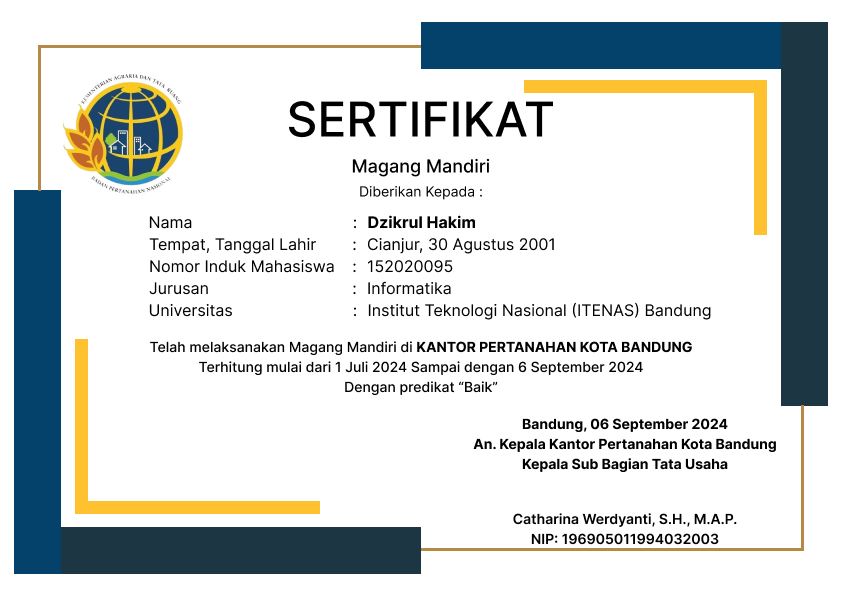 KEMENTERIAN AGRARIA DAN TATA RUANG
BADAN PERTANAHAN NASIONAL
SERTIFIKAT
Magang Mandiri
Diberikan Kepada :
Nama : Dzikrul Hakim
Tempat, Tanggal Lahir : Cianjur, 30 Agustus 2001
Nomor Induk Mahasiswa : 152020095
Jurusan : Informatika
Universitas : Institut Teknologi Nasional (ITENAS) Bandung
Telah melaksanakan Magang Mandiri di KANTOR PERTANAHAN KOTA BANDUNG
Terhitung mulai dari 1 Juli 2024 Sampai dengan 6 September 2024
Dengan predikat “Baik”
Bandung, 06 September 2024
An. Kepala Kantor Pertanahan Kota Bandung
Kepala Sub Bagian Tata Usaha
Catharina Werdyanti, S.H., M.A.P.
NIP: 196905011994032003